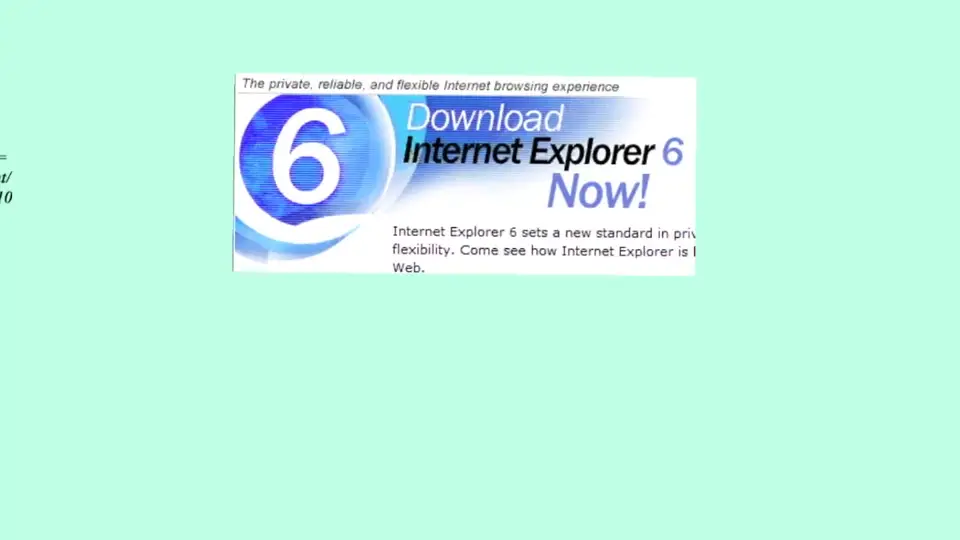 The private, reliable, and flexible Internet browsing experience
6
Download
Internet Explorer 6
Now!
Internet Explorer 6 sets a new standard in
flexibility. Come see how Internet Explorer is
Web.
=
10